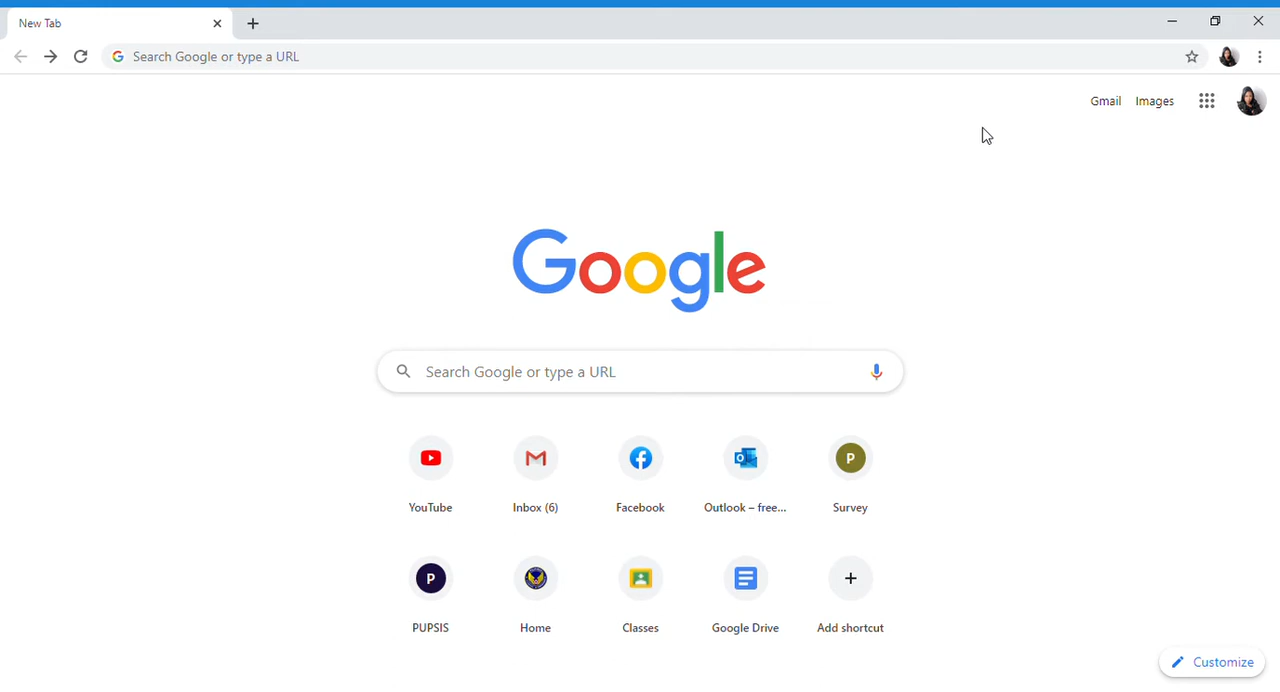 New Tab
Search Google or type a URL
Gmail Images
Google
Search Google or type a URL
YouTube Inbox (6) Facebook Outlook – free... Survey
P
P
PUPSIS Home Classes Google Drive Add shortcut
Customize